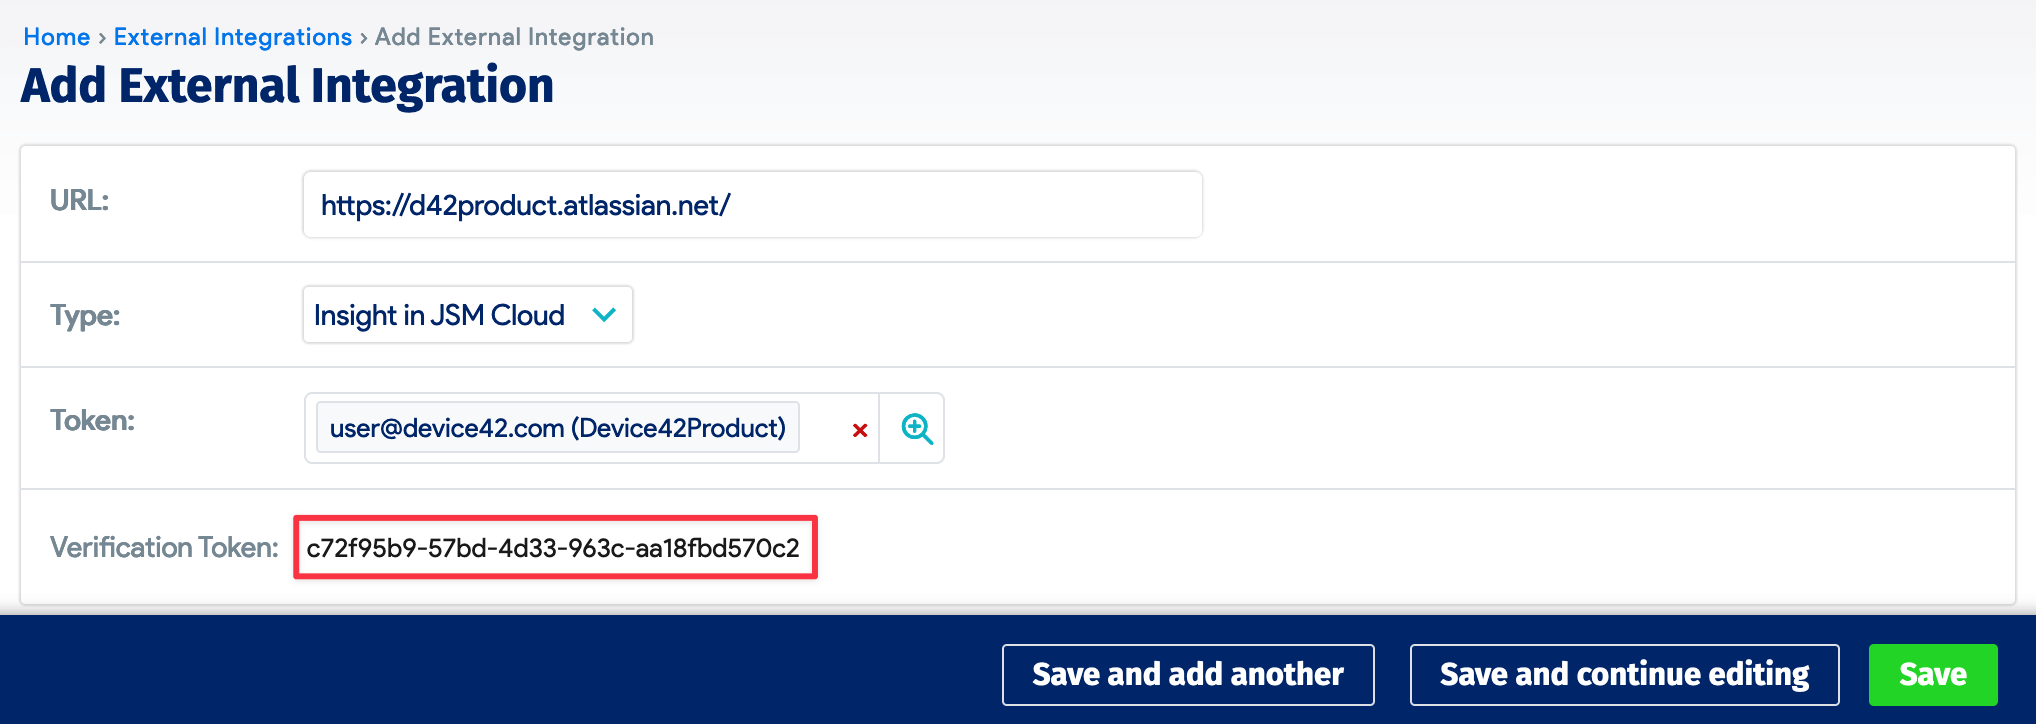 Home › External Integrations › Add External Integration
Add External Integration
URL: https://d42product.atlassian.net/
Type: Insight in JSM Cloud
Token: user@device42.com (Device42Product)
Verification Token: c72f95b9-57bd-4d33-963c-aa18fbd570c2
Save and add another Save and continue editing Save